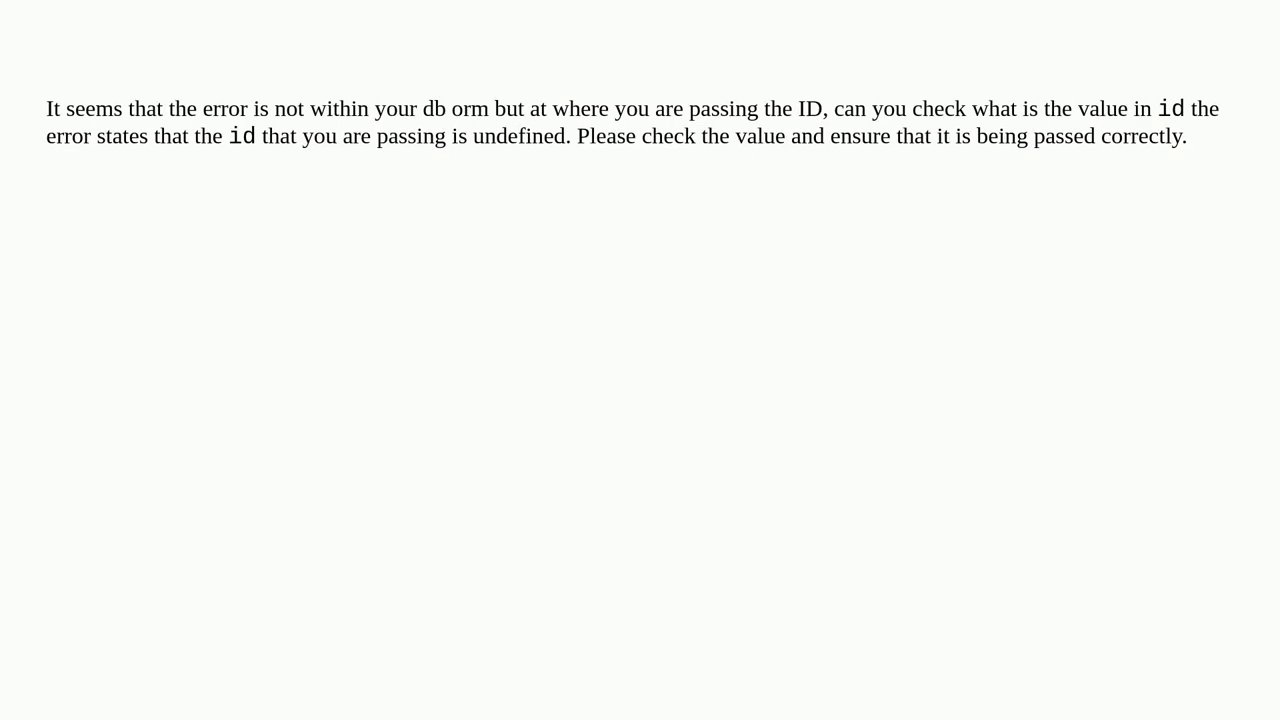 It seems that the error is not within your db orm but at where you are passing the ID, can you check what is the value in id the
error states that the id that you are passing is undefined. Please check the value and ensure that it is being passed correctly.